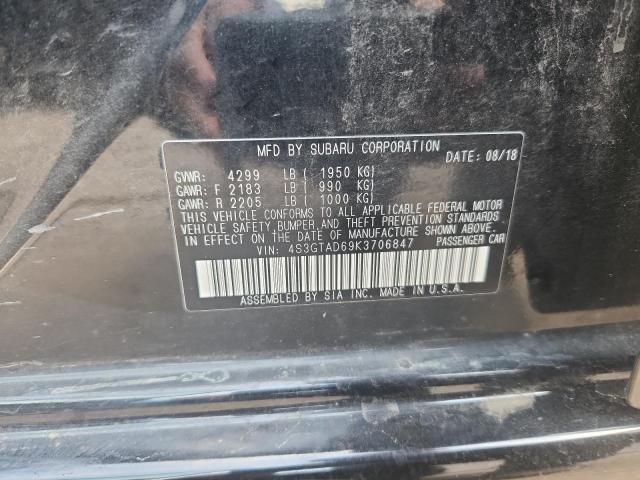 MFD BY SUBARU CORPORATION
DATE: 08/18
GVWR: 4299 LB ( 1950 KG)
GAWR: F 2183 LB ( 990 KG)
GAWR: R 2205 LB ( 1000 KG)
THIS VEHICLE CONFORMS TO ALL APPLICABLE FEDERAL MOTOR
VEHICLE SAFETY, BUMPER, AND THEFT PREVENTION STANDARDS
IN EFFECT ON THE DATE OF MANUFACTURE SHOWN ABOVE.
VIN: 4S3GTAD69K3706847 PASSENGER CAR
ASSEMBLED BY SIA INC. MADE IN U.S.A.